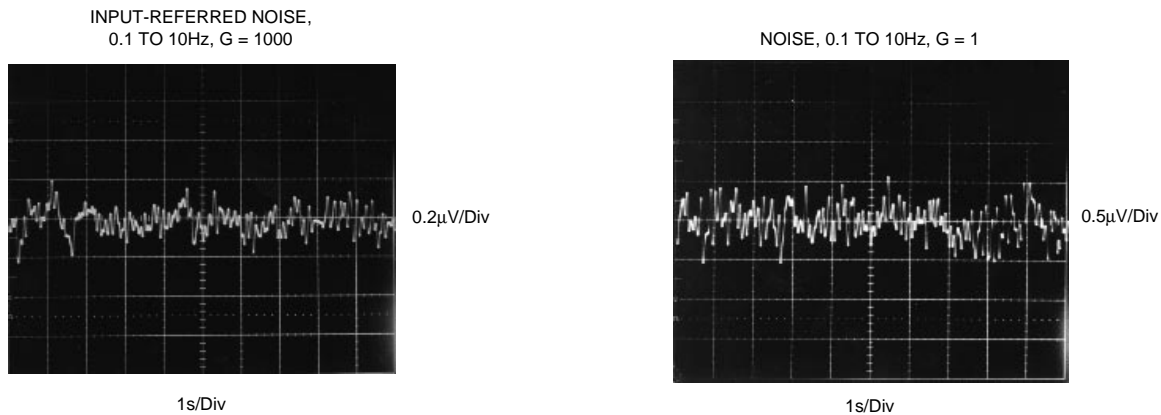 INPUT-REFERRED NOISE,
0.1 TO 10Hz, G = 1000
0.2µV/Div
1s/Div
NOISE, 0.1 TO 10Hz, G = 1
0.5µV/Div
1s/Div